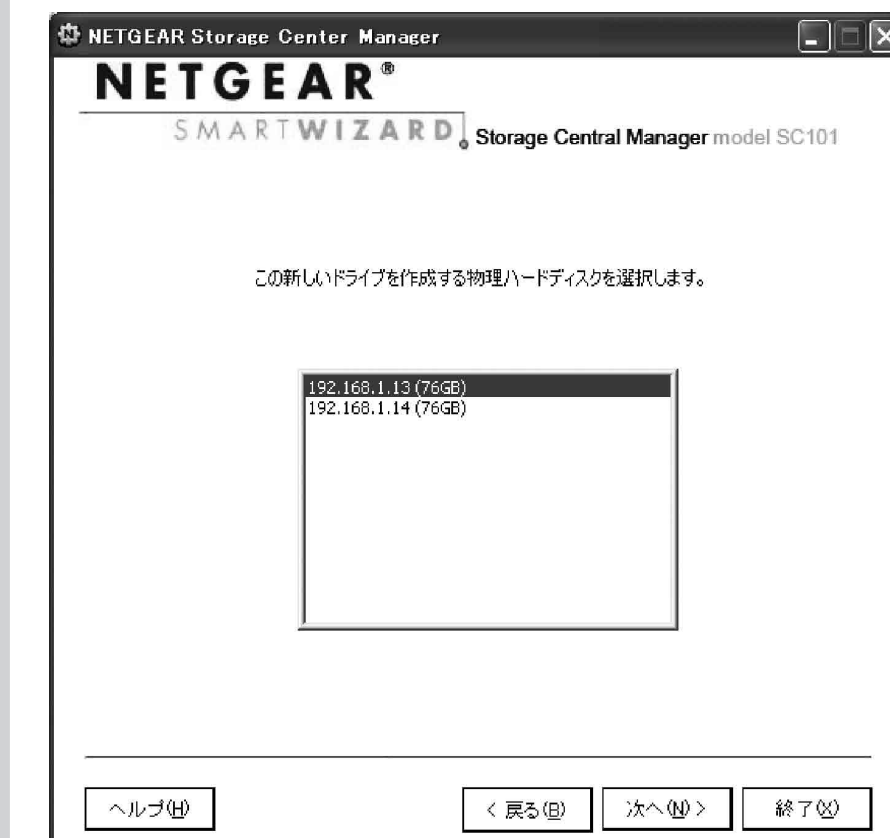 NETGEAR Storage Center Manager
NETGEAR®
SMARTWIZARD Storage Central Manager model SC101
この新しいドライブを作成する物理ハードディスクを選択します。
192.168.1.13 (76GB)
192.168.1.14 (76GB)
ヘルプ(H)
< 戻る(B)
次へ(N) >
終了(X)